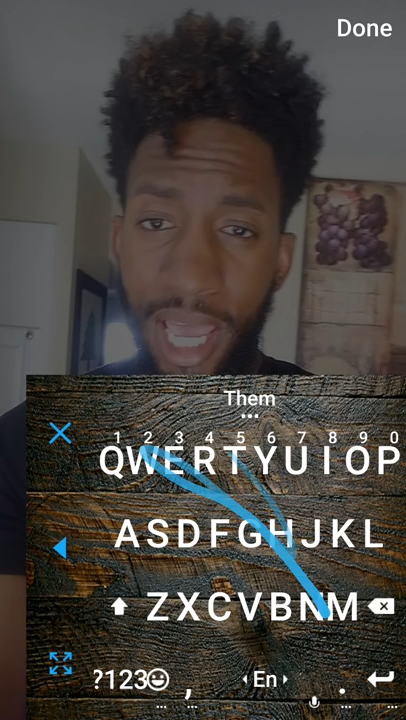 Done
Them
1 2 3 4 5 6 7 8 9 0
QWERTYUIOP
ASDFGHJKL
ZXCVBNM
?123 , En .